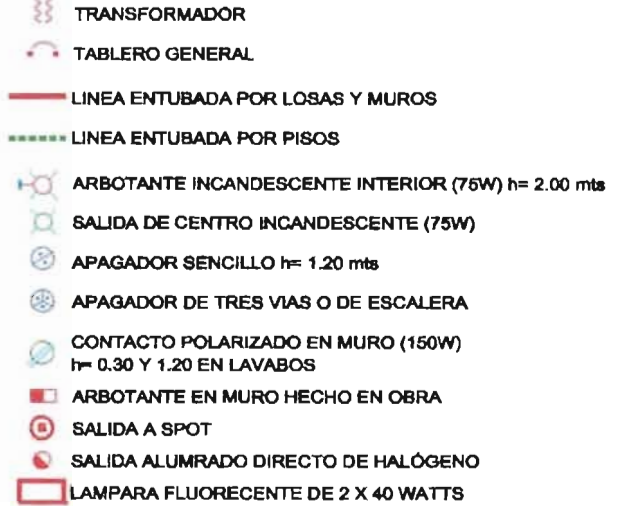 TRANSFORMADOR
TABLERO GENERAL
LINEA ENTUBADA POR LOSAS Y MUROS
LINEA ENTUBADA POR PISOS
ARBOTANTE INCANDESCENTE INTERIOR (75W) h= 2.00 mts
SALIDA DE CENTRO INCANDESCENTE (75W)
APAGADOR SENCILLO h= 1.20 mts
APAGADOR DE TRES VIAS O DE ESCALERA
CONTACTO POLARIZADO EN MURO (150W)
h= 0.30 Y 1.20 EN LAVABOS
ARBOTANTE EN MURO HECHO EN OBRA
S SALIDA A SPOT
SALIDA ALUMRADO DIRECTO DE HALÓGENO
LAMPARA FLUORECENTE DE 2 X 40 WATTS